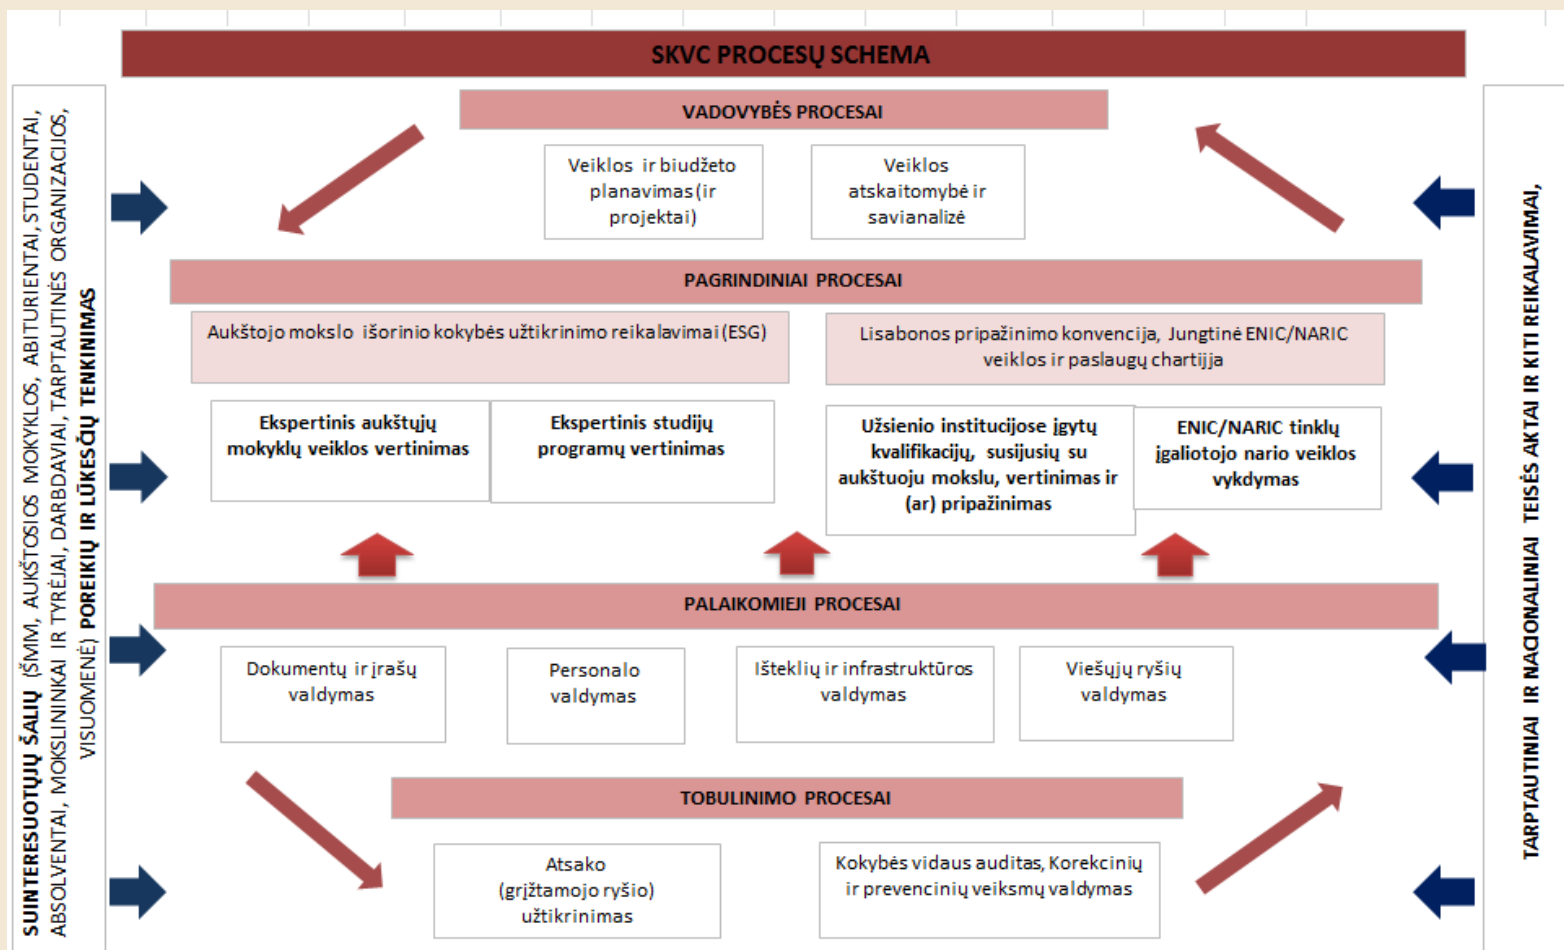 SKVC PROCESŲ SCHEMA
SUINTERESUOTŲJŲ ŠALIŲ (ŠMM, AUKŠTOSIOS MOKYKLOS, ABITURIENTAI, STUDENTAI,
ABSOLVENTAI, MOKSLININKAI IR TYRĖJAI, DARBDAVIAI, TARPTAUTINĖS ORGANIZACIJOS,
VISUOMENĖ) POREIKIŲ IR LŪKESČIŲ TENKINIMAS
VADOVYBĖS PROCESAI
Veiklos ir biudžeto
planavimas (ir
projektai)
Veiklos
atskaitomybė ir
savianalizė
PAGRINDINIAI PROCESAI
Aukštojo mokslo išorinio kokybės užtikrinimo reikalavimai (ESG)
Lisabonos pripažinimo konvencija, Jungtinė ENIC/NARIC
veiklos ir paslaugų chartijja
Ekspertinis aukštųjų
mokyklų veiklos vertinimas
Ekspertinis studijų
programų vertinimas
Užsienio institucijose įgytų
kvalifikacijų, susijusių su
aukštuoju mokslu, vertinimas ir
(ar) pripažinimas
ENIC/NARIC tinklų
įgaliotojo nario veiklos
vykdymas
PALAIKOMIEJI PROCESAI
Dokumentų ir įrašų
valdymas
Personalo
valdymas
Išteklių ir infrastruktūros
valdymas
Viešųjų ryšių
valdymas
TOBULINIMO PROCESAI
Atsako
(grįžtamojo ryšio)
užtikrinimas
Kokybės vidaus auditas, Korekcinių
ir prevencinių veiksmų valdymas
TARPTAUTINIAI IR NACIONALINIAI TEISĖS AKTAI IR KITI REIKALAVIMAI,